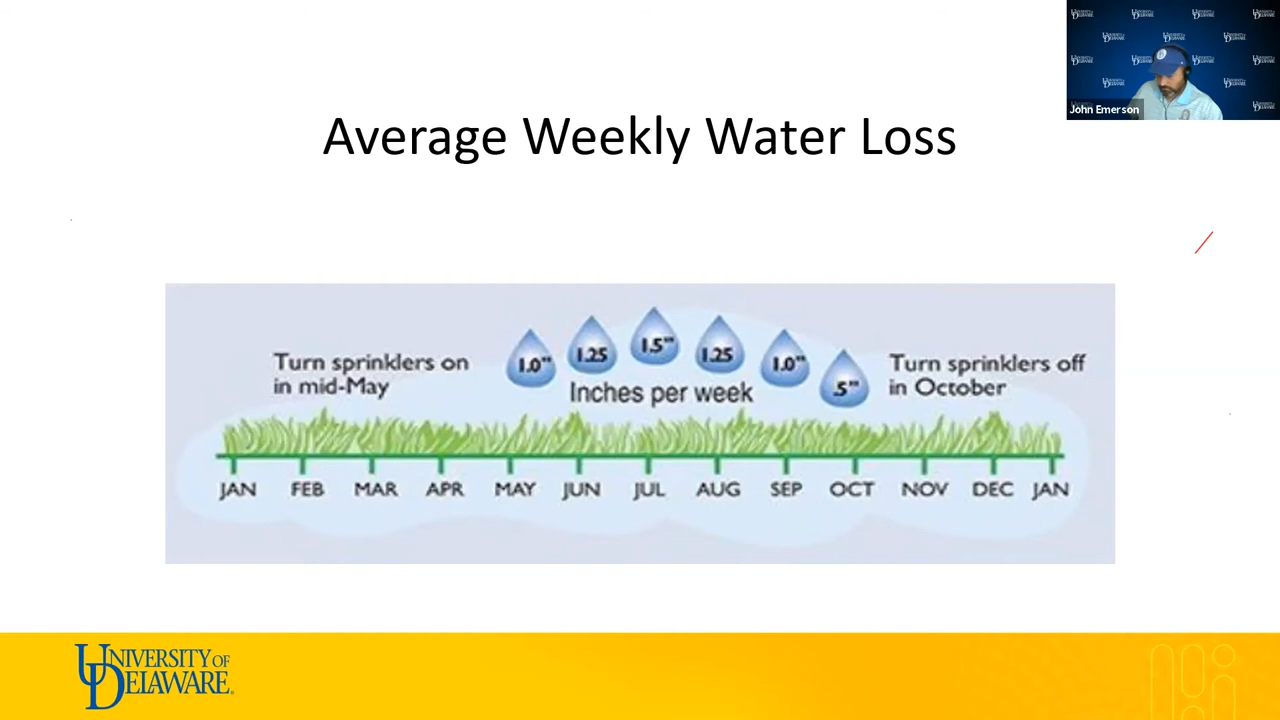 John Emerson
Average Weekly Water Loss
Turn sprinklers on
in mid-May
1.0"
1.25
1.5"
1.25
1.0"
.5"
Inches per week
Turn sprinklers off
in October
JAN FEB MAR APR MAY JUN JUL AUG SEP OCT NOV DEC JAN
UNIVERSITY OF
DELAWARE